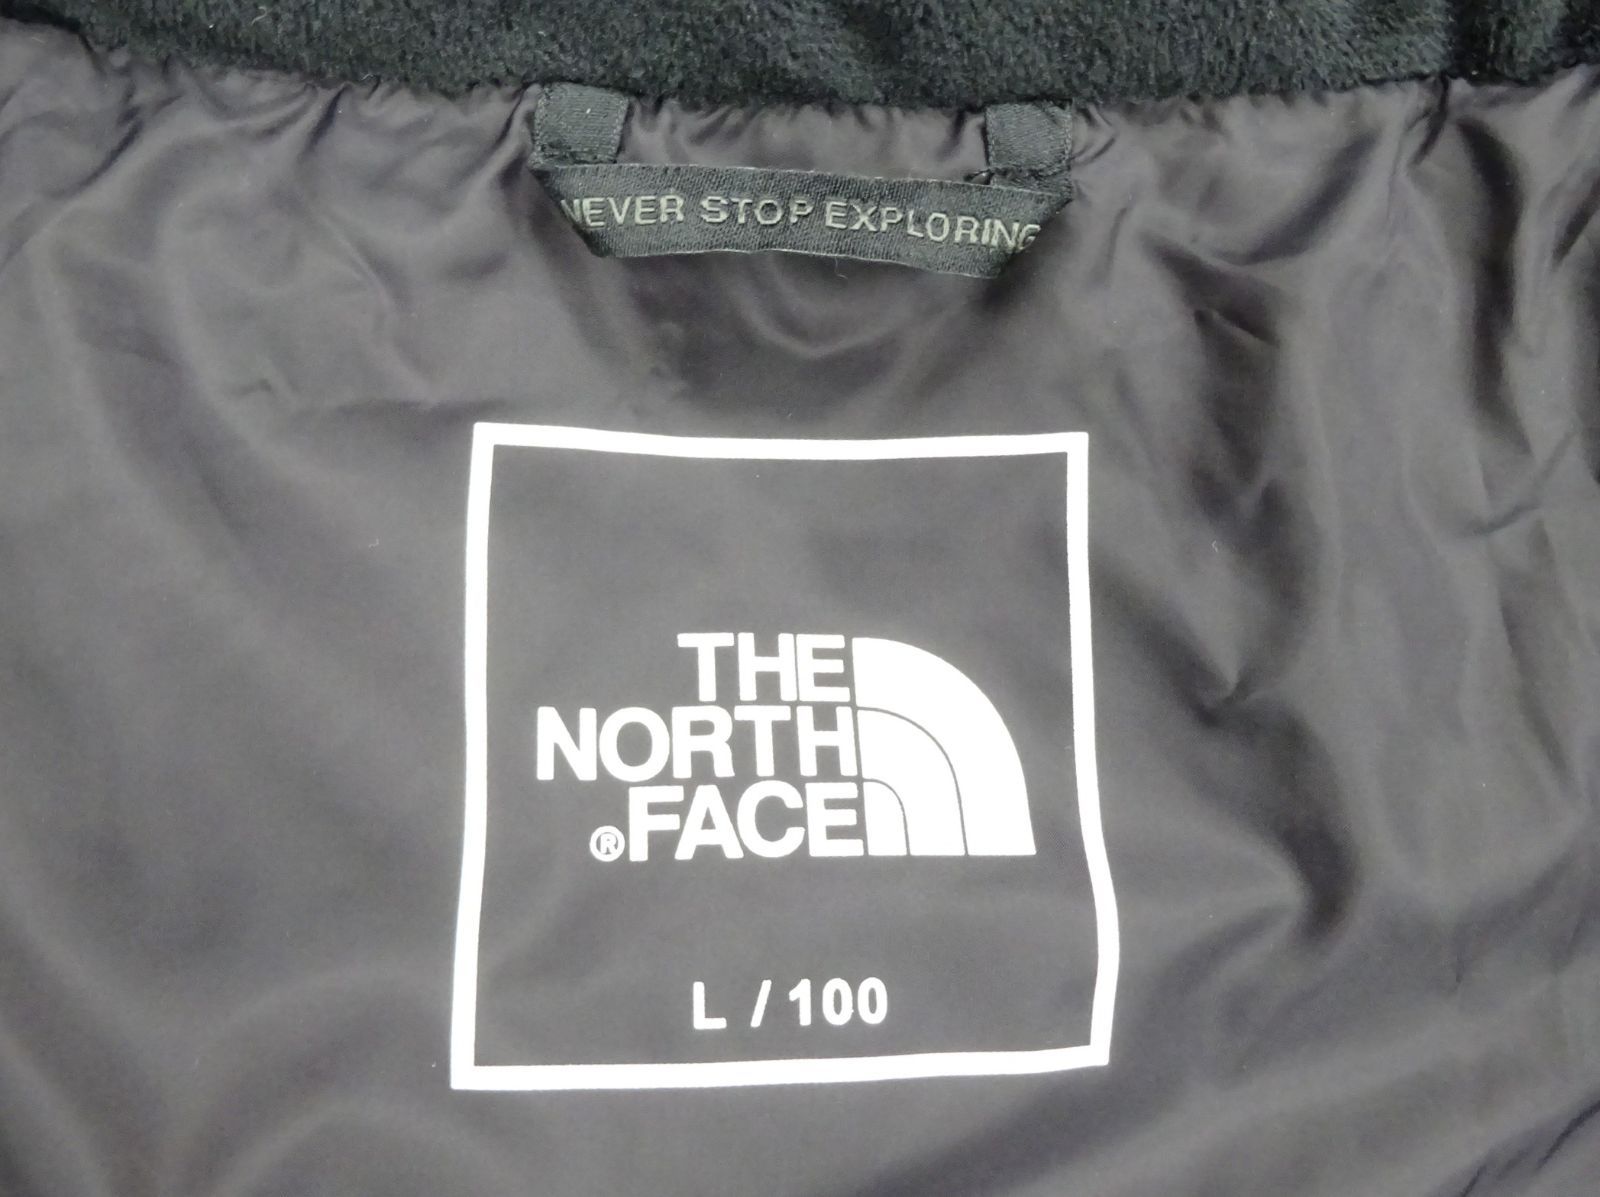 NEVER STOP EXPLORING
THE
NORTH
®FACE
L / 100